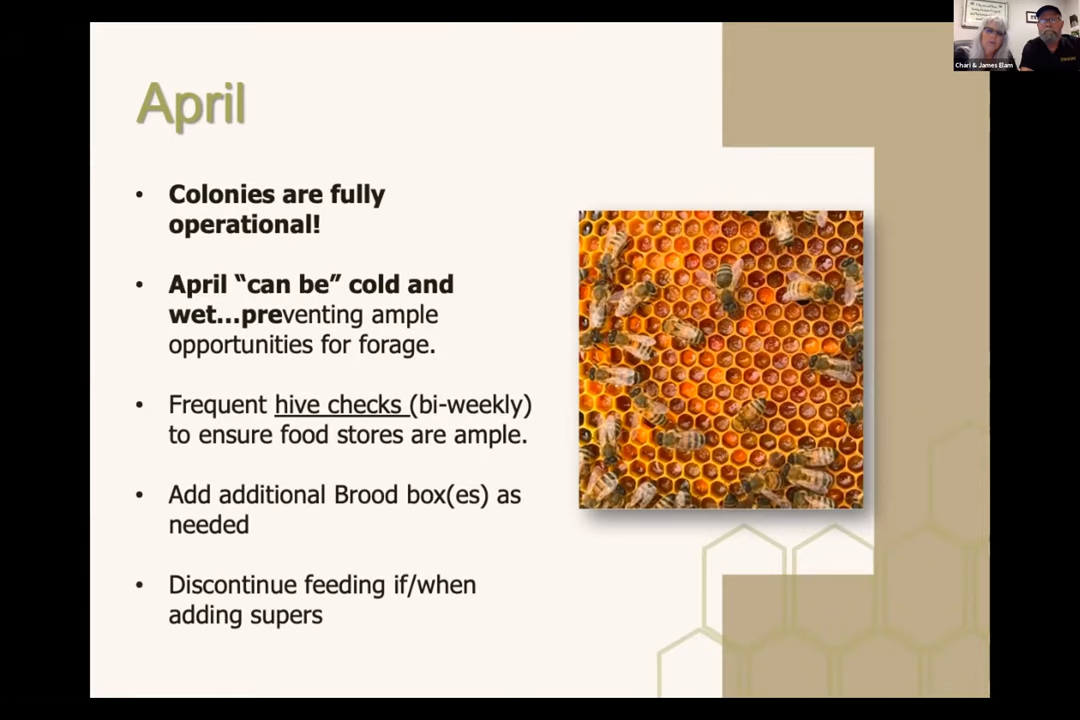 April
• Colonies are fully
operational!
• April “can be” cold and
wet...preventing ample
opportunities for forage.
• Frequent hive checks (bi-weekly)
to ensure food stores are ample.
• Add additional Brood box(es) as
needed
• Discontinue feeding if/when
adding supers
Chari & James Elam